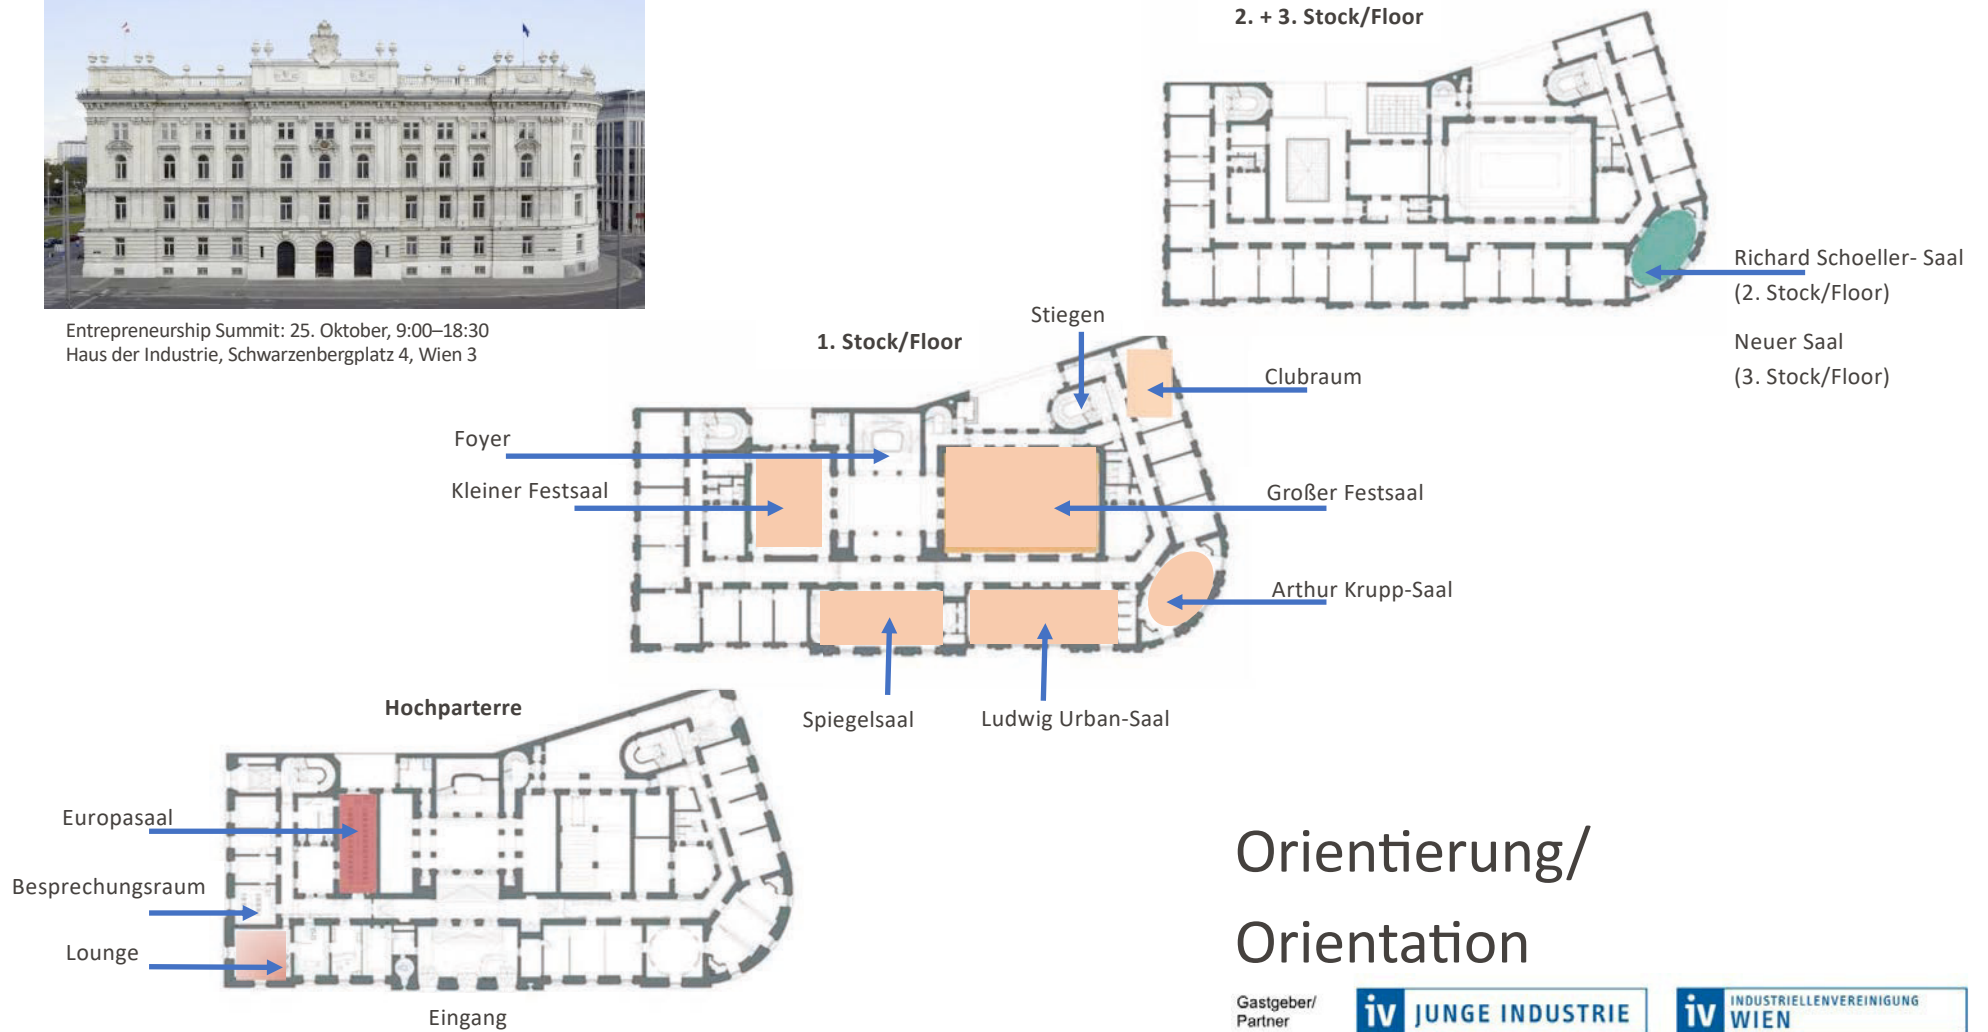 2. + 3. Stock/Floor
Richard Schoeller- Saal
(2. Stock/Floor)
Neuer Saal
(3. Stock/Floor)
Entrepreneurship Summit: 25. Oktober, 9:00–18:30
Haus der Industrie, Schwarzenbergplatz 4, Wien 3
1. Stock/Floor
Stiegen
Clubraum
Foyer
Kleiner Festsaal
Großer Festsaal
Arthur Krupp-Saal
Spiegelsaal
Ludwig Urban-Saal
Hochparterre
Europasaal
Besprechungsraum
Lounge
Eingang
Orientierung/
Orientation
Gastgeber/
Partner
iv JUNGE INDUSTRIE
iv INDUSTRIELLENVEREINIGUNG
WIEN